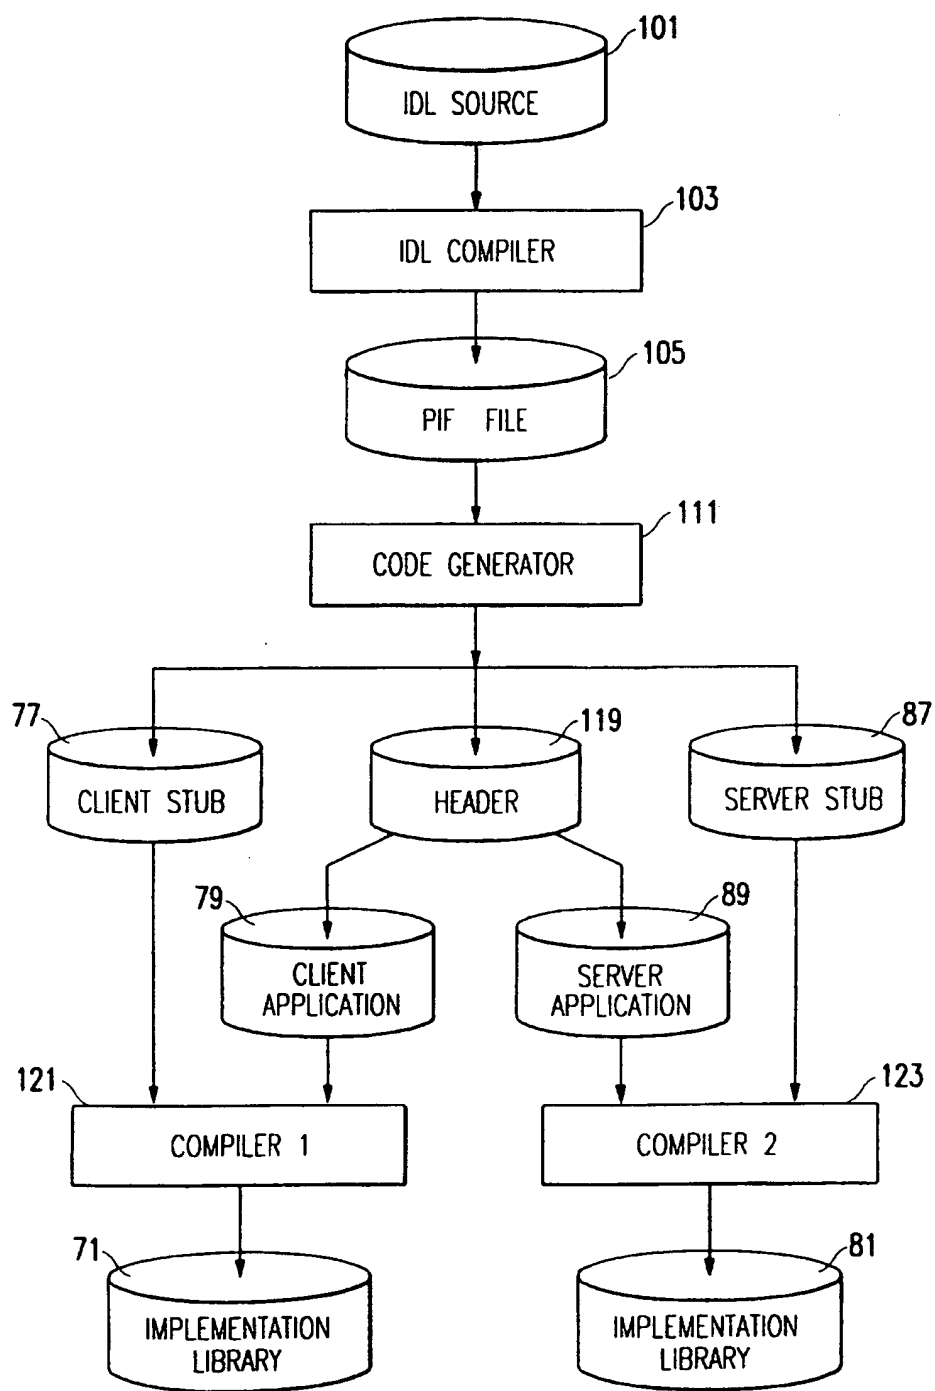 101
IDL SOURCE
103
IDL COMPILER
105
PIF FILE
111
CODE GENERATOR
77
119
87
CLIENT STUB
HEADER
SERVER STUB
79
89
CLIENT
APPLICATION
SERVER
APPLICATION
121
123
COMPILER 1
COMPILER 2
71
81
IMPLEMENTATION
LIBRARY
IMPLEMENTATION
LIBRARY